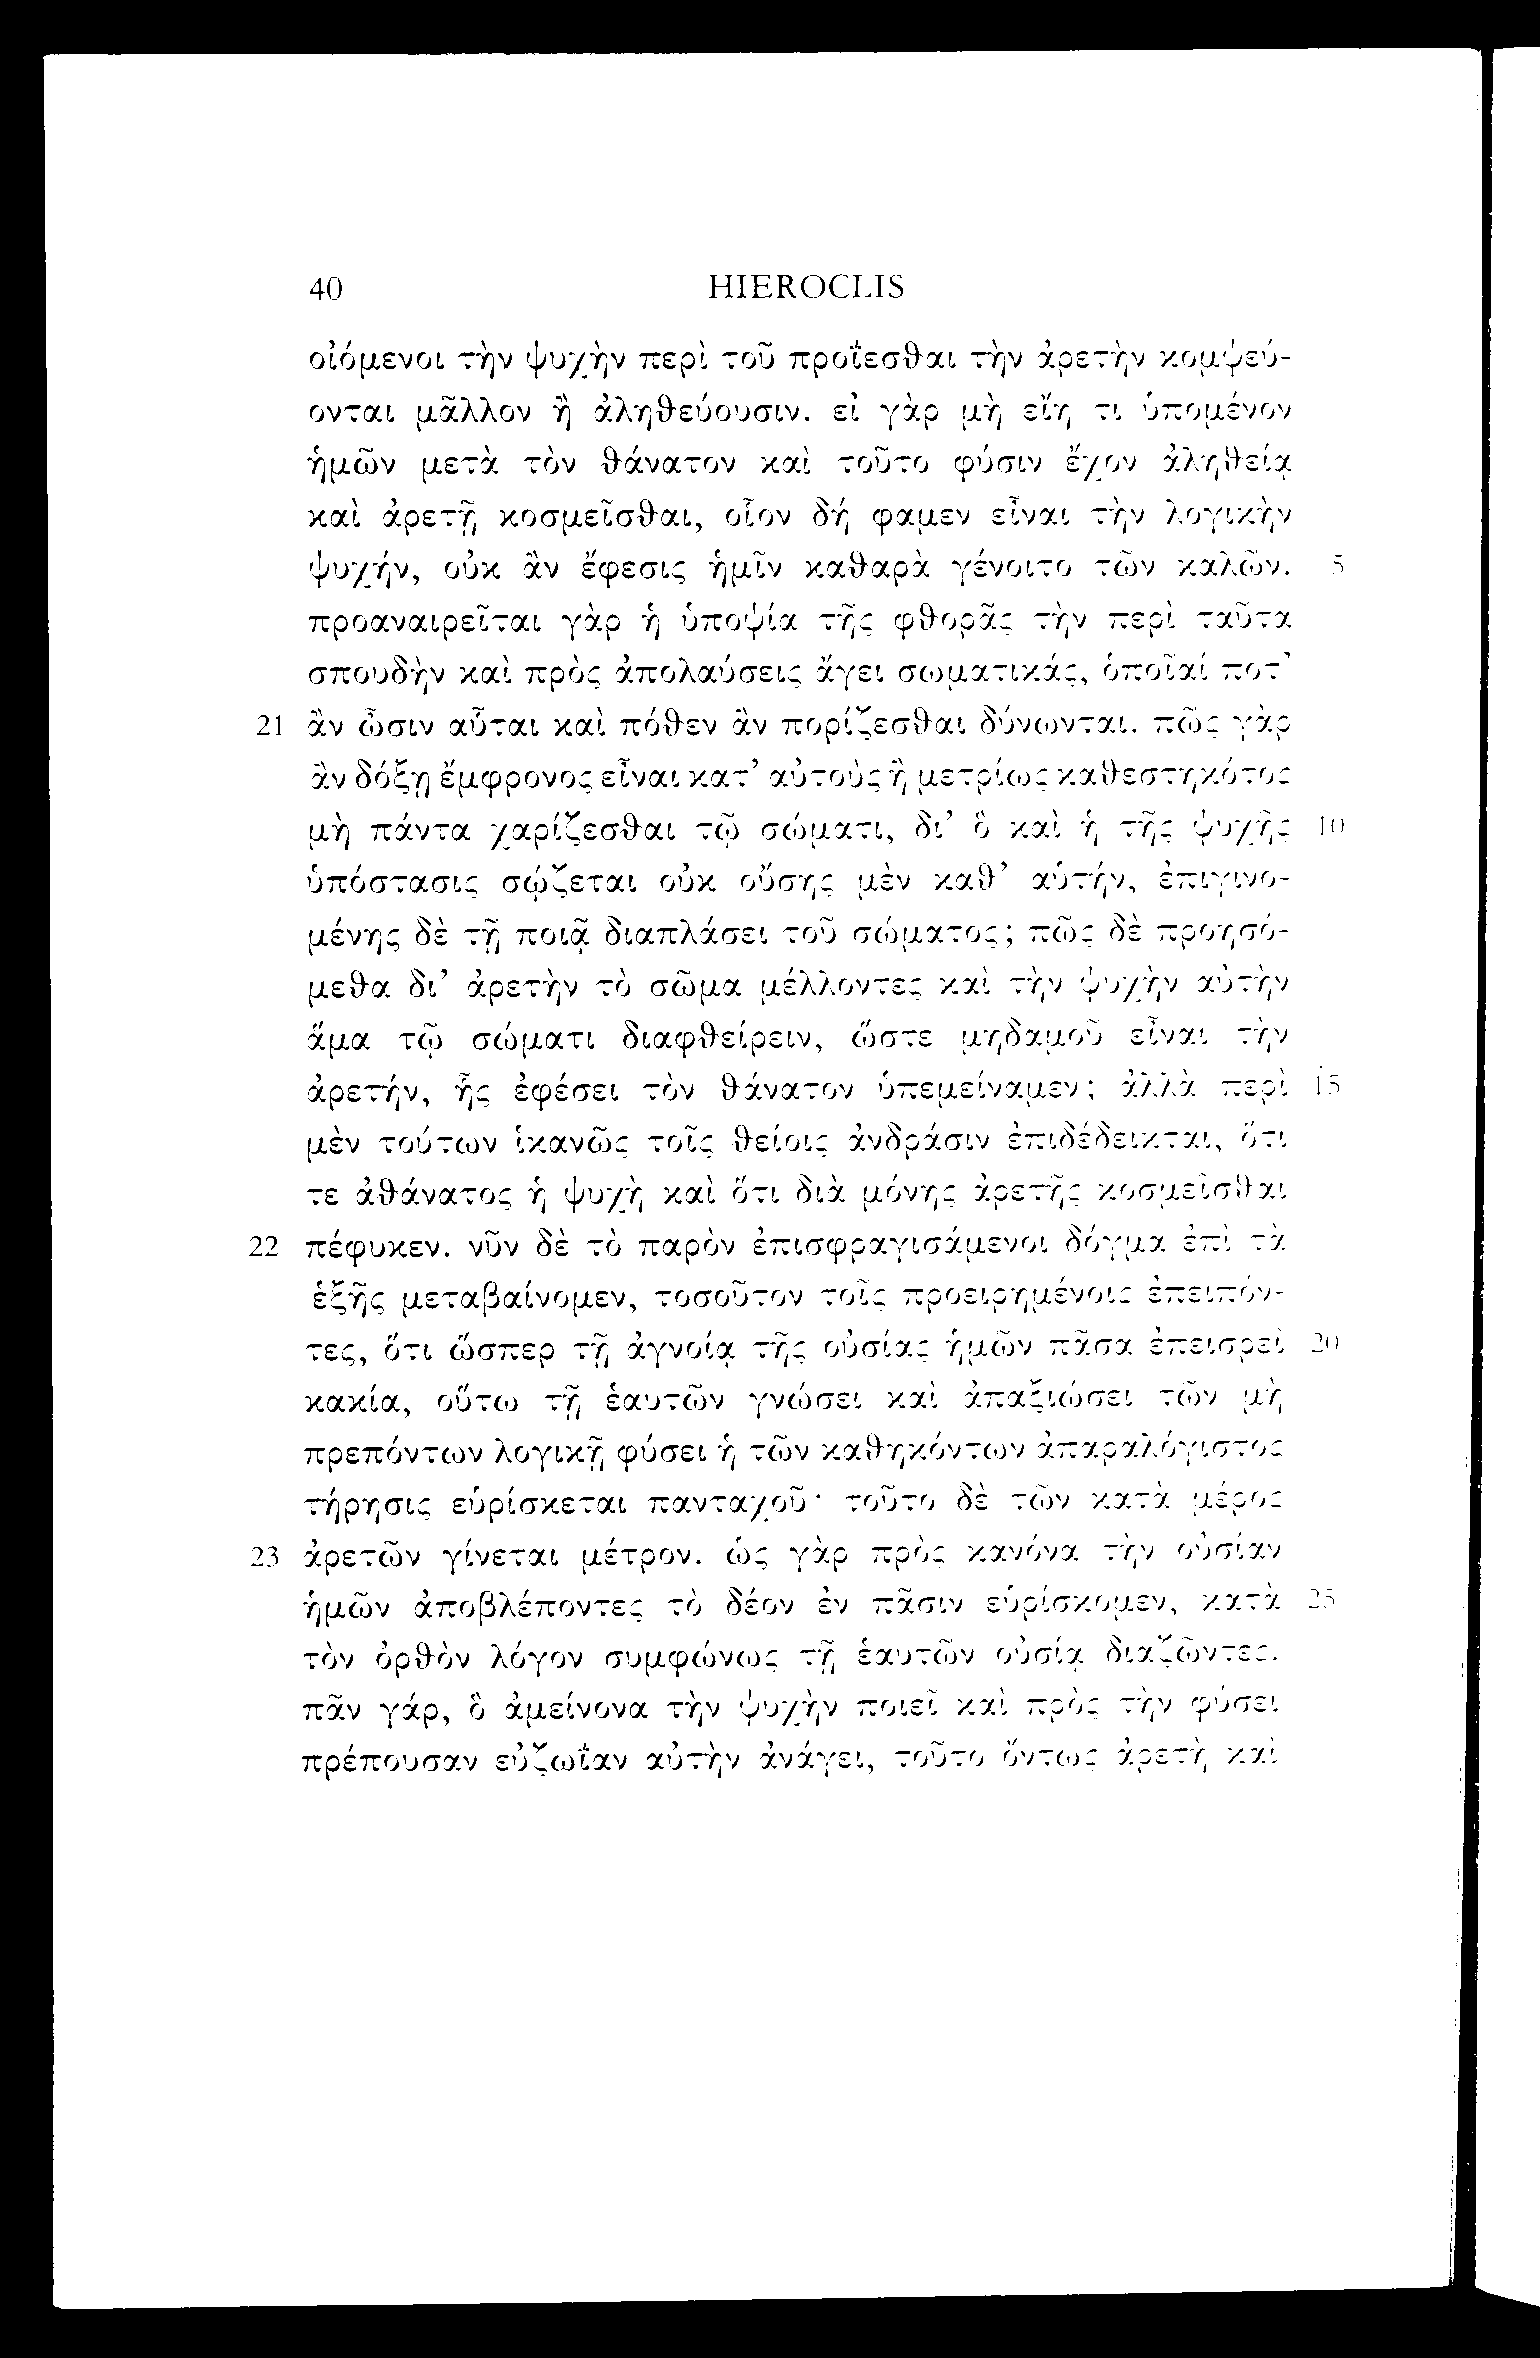 40 HIEROCLIS
οἰόμενοι τὴν ψυχὴν περὶ τοῦ προΐεσθαι τὴν ἀρετὴν κομψεύ-
ονται μᾶλλον ἢ ἀληθεύουσιν. εἰ γὰρ μὴ εἴη τι ὑπομένον
ἡμῶν μετὰ τὸν θάνατον καὶ τοῦτο φύσιν ἔχον ἀληθείᾳ
καὶ ἀρετῇ κοσμεῖσθαι, οἷον δή φαμεν εἶναι τὴν λογικὴν
ψυχήν, οὐκ ἂν ἔφεσις ἡμῖν καθαρὰ γένοιτο τῶν καλῶν. 5
προαναιρεῖται γὰρ ἡ ὑποψία τῆς φθορᾶς τὴν περὶ ταῦτα
σπουδὴν καὶ πρὸς ἀπολαύσεις ἄγει σωματικάς, ὁποῖαί ποτ’
21 ἂν ὦσιν αὗται καὶ πόθεν ἂν πορίζεσθαι δύνωνται. πῶς γὰρ
ἂν δόξῃ ἔμφρονος εἶναι κατ’ αὐτοὺς ἢ μετρίως καθεστηκότος
μὴ πάντα χαρίζεσθαι τῷ σώματι, δι’ ὃ καὶ ἡ τῆς ψυχῆς 10
ὑπόστασις σῴζεται οὐκ οὔσης μὲν καθ’ αὑτήν, ἐπιγινο-
μένης δὲ τῇ ποιᾷ διαπλάσει τοῦ σώματος; πῶς δὲ προησό-
μεθα δι’ ἀρετὴν τὸ σῶμα μέλλοντες καὶ τὴν ψυχὴν αὐτὴν
ἅμα τῷ σώματι διαφθείρειν, ὥστε μηδαμοῦ εἶναι τὴν
ἀρετήν, ἧς ἐφέσει τὸν θάνατον ὑπεμείναμεν; ἀλλὰ περὶ 15
μὲν τούτων ἱκανῶς τοῖς θείοις ἀνδράσιν ἐπιδέδεικται, ὅτι
τε ἀθάνατος ἡ ψυχὴ καὶ ὅτι διὰ μόνης ἀρετῆς κοσμεῖσθαι
22 πέφυκεν. νῦν δὲ τὸ παρὸν ἐπισφραγισάμενοι δόγμα ἐπὶ τὰ
ἑξῆς μεταβαίνομεν, τοσοῦτον τοῖς προειρημένοις ἐπειπόν-
τες, ὅτι ὥσπερ τῇ ἀγνοίᾳ τῆς οὐσίας ἡμῶν πᾶσα ἐπεισρεῖ 20
κακία, οὕτω τῇ ἑαυτῶν γνώσει καὶ ἀπαξιώσει τῶν μὴ
πρεπόντων λογικῇ φύσει ἡ τῶν καθηκόντων ἀπαραλόγιστος
τήρησις εὑρίσκεται πανταχοῦ· τοῦτο δὲ τῶν κατὰ μέρος
23 ἀρετῶν γίνεται μέτρον. ὡς γὰρ πρὸς κανόνα τὴν οὐσίαν
ἡμῶν ἀποβλέποντες τὸ δέον ἐν πᾶσιν εὑρίσκομεν, κατὰ 25
τὸν ὀρθὸν λόγον συμφώνως τῇ ἑαυτῶν οὐσίᾳ διαζῶντες.
πᾶν γάρ, ὃ ἀμείνονα τὴν ψυχὴν ποιεῖ καὶ πρὸς τὴν φύσει
πρέπουσαν εὐζωΐαν αὐτὴν ἀνάγει, τοῦτο ὄντως ἀρετὴ καὶ